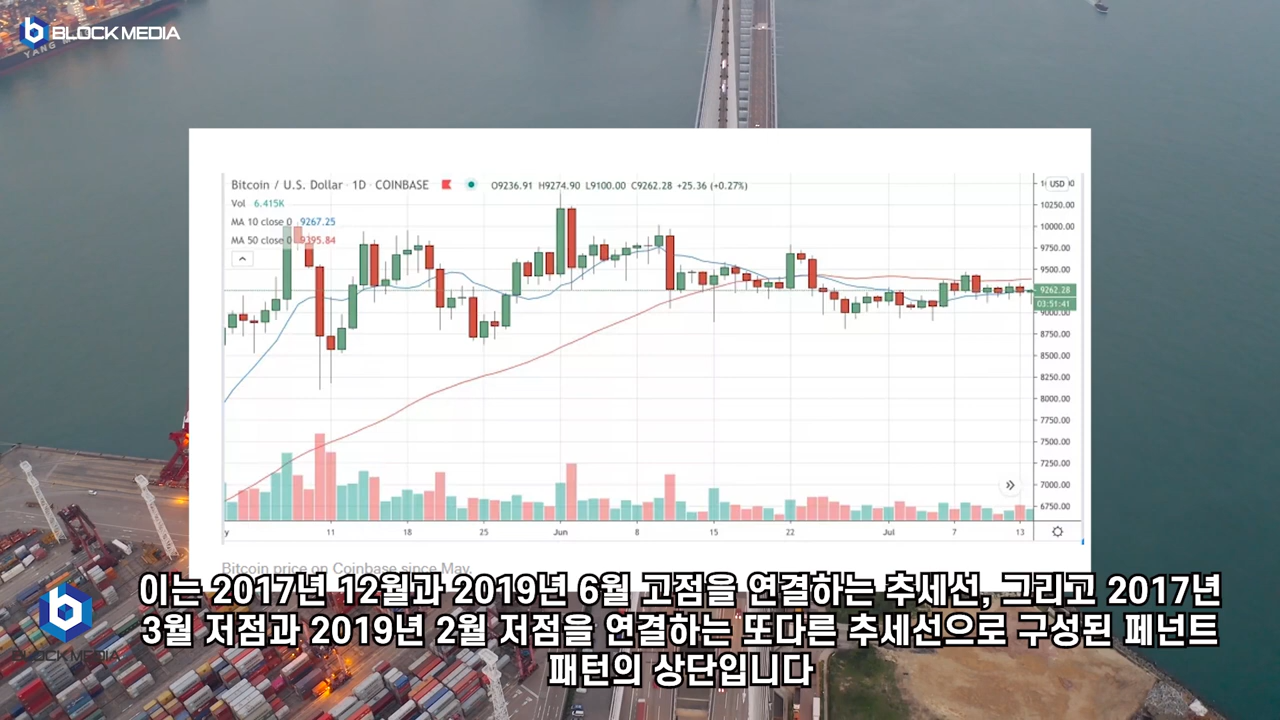 BLOCK MEDIA
YANG M
Bitcoin / U.S. Dollar · 1D · COINBASE O9236.91 H9274.90 L9100.00 C9262.28 +25.36 (+0.27%)
Vol 6.415K
MA 10 close 0 9267.25
MA 50 close 0 9395.84
USD
10250.00
10000.00
9750.00
9500.00
9262.28
03:51:41
9000.00
8750.00
8500.00
8250.00
8000.00
7750.00
7500.00
7250.00
7000.00
6750.00
y 11 18 25 Jun 8 15 22 Jul 7 13
Bitcoin price on Coinbase since May.
이는 2017년 12월과 2019년 6월 고점을 연결하는 추세선, 그리고 2017년
3월 저점과 2019년 2월 저점을 연결하는 또다른 추세선으로 구성된 페넌트
패턴의 상단입니다
BLOCK MEDIA